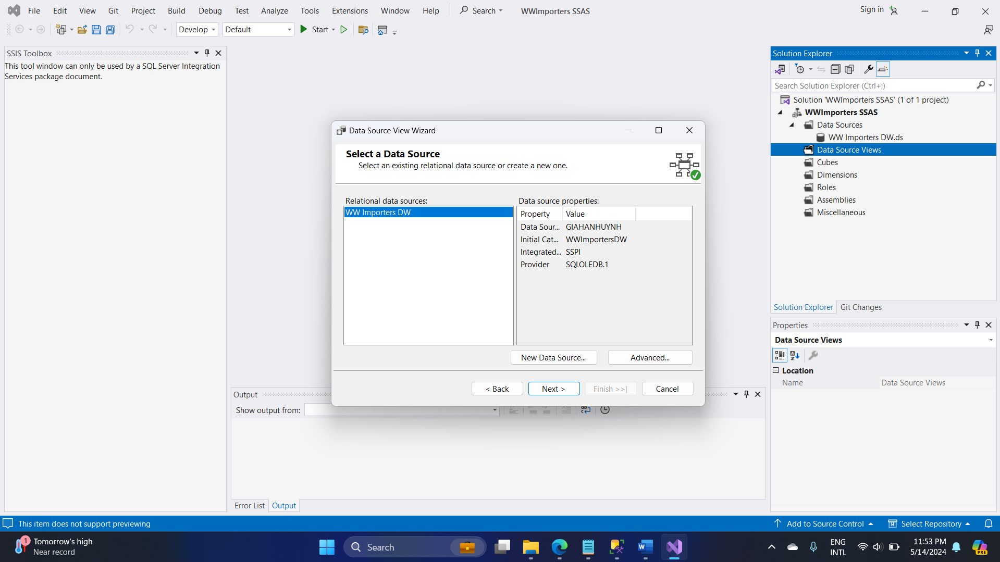 File Edit View Git Project Build Debug Test Analyze Tools Extensions Window Help Search WWImporters SSAS Sign in
Develop Default Start
SSIS Toolbox
This tool window can only be used by a SQL Server Integration
Services package document.
Data Source View Wizard
Select a Data Source
Select an existing relational data source or create a new one.
Relational data sources:
WW Importers DW
Data source properties:
Property Value
Data Sour... GIAHANHUYNH
Initial Cat... WWImportersDW
Integrated... SSPI
Provider SQLOLEDB.1
New Data Source... Advanced...
< Back Next > Finish >>| Cancel
Output
Show output from:
Error List Output
Solution Explorer
Search Solution Explorer (Ctrl+;)
Solution 'WWImporters SSAS' (1 of 1 project)
WWImporters SSAS
Data Sources
WW Importers DW.ds
Data Source Views
Cubes
Dimensions
Roles
Assemblies
Miscellaneous
Solution Explorer Git Changes
Properties
Data Source Views
Location
Name Data Source Views
This item does not support previewing Add to Source Control Select Repository
1
Tomorrow's high
Near record
Search
ENG
INTL
11:53 PM
5/14/2024
PRE